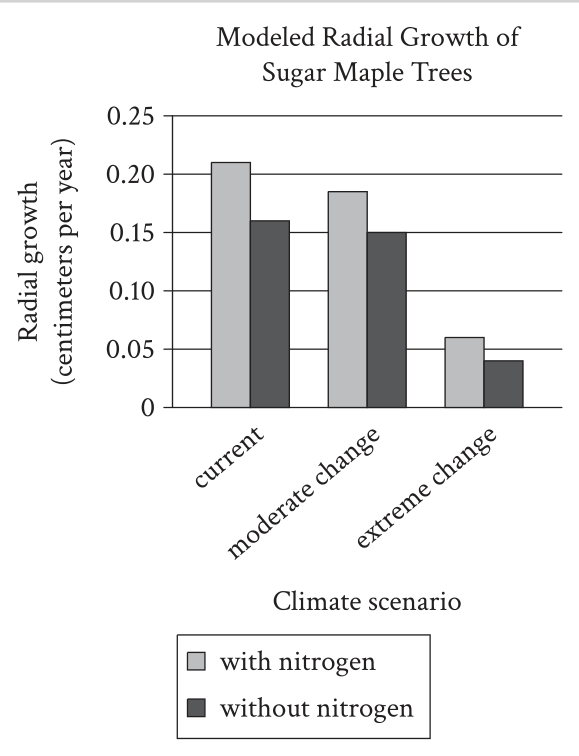 Modeled Radial Growth of
Sugar Maple Trees
Radial growth
(centimeters per year)
0.25
0.20
0.15
0.10
0.05
0
current
moderate change
extreme change
Climate scenario
with nitrogen
without nitrogen